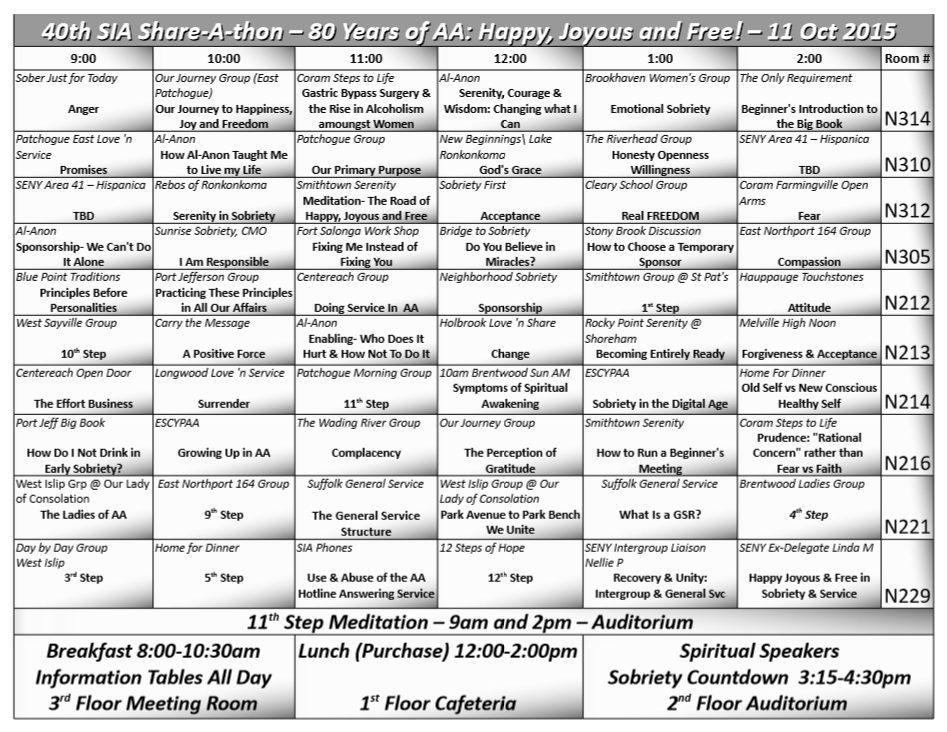 40th SIA Share-A-thon – 80 Years of AA: Happy, Joyous and Free! – 11 Oct 2015
9:00 10:00 11:00 12:00 1:00 2:00 Room #
Sober Just for Today
Anger
Our Journey Group (East
Patchogue)
Our Journey to Happiness,
Joy and Freedom
Coram Steps to Life
Gastric Bypass Surgery &
the Rise in Alcoholism
amoungst Women
Al-Anon
Serenity, Courage &
Wisdom: Changing what I
Can
Brookhaven Women's Group
Emotional Sobriety
The Only Requirement
Beginner's Introduction to
the Big Book
N314
Patchogue East Love 'n
Service
Promises
Al-Anon
How Al-Anon Taught Me
to Live my Life
Patchogue Group
Our Primary Purpose
New Beginnings\ Lake
Ronkonkoma
God's Grace
The Riverhead Group
Honesty Openness
Willingness
SENY Area 41 – Hispanica
TBD
N310
SENY Area 41 – Hispanica
TBD
Rebos of Ronkonkoma
Serenity in Sobriety
Smithtown Serenity
Meditation- The Road of
Happy, Joyous and Free
Sobriety First
Acceptance
Cleary School Group
Real FREEDOM
Coram Farmingville Open
Arms
Fear
N312
Al-Anon
Sponsorship- We Can't Do
It Alone
Sunrise Sobriety, CMO
I Am Responsible
Fort Salonga Work Shop
Fixing Me Instead of
Fixing You
Bridge to Sobriety
Do You Believe in
Miracles?
Stony Brook Discussion
How to Choose a Temporary
Sponsor
East Northport 164 Group
Compassion
N305
Blue Point Traditions
Principles Before
Personalities
Port Jefferson Group
Practicing These Principles
in All Our Affairs
Centereach Group
Doing Service In AA
Neighborhood Sobriety
Sponsorship
Smithtown Group @ St Pat's
1st Step
Hauppauge Touchstones
Attitude
N212
West Sayville Group
10th Step
Carry the Message
A Positive Force
Al-Anon
Enabling- Who Does It
Hurt & How Not To Do It
Holbrook Love 'n Share
Change
Rocky Point Serenity @
Shoreham
Becoming Entirely Ready
Melville High Noon
Forgiveness & Acceptance
N213
Centereach Open Door
The Effort Business
Longwood Love 'n Service
Surrender
Patchogue Morning Group
11th Step
10am Brentwood Sun AM
Symptoms of Spiritual
Awakening
ESCYPAA
Sobriety in the Digital Age
Home For Dinner
Old Self vs New Conscious
Healthy Self
N214
Port Jeff Big Book
How Do I Not Drink in
Early Sobriety?
ESCYPAA
Growing Up in AA
The Wading River Group
Complacency
Our Journey Group
The Perception of
Gratitude
Smithtown Serenity
How to Run a Beginner's
Meeting
Coram Steps to Life
Prudence: "Rational
Concern" rather than
Fear vs Faith
N216
West Islip Grp @ Our Lady
of Consolation
The Ladies of AA
East Northport 164 Group
9th Step
Suffolk General Service
The General Service
Structure
West Islip Group @ Our
Lady of Consolation
Park Avenue to Park Bench
We Unite
Suffolk General Service
What Is a GSR?
Brentwood Ladies Group
4th Step
N221
Day by Day Group
West Islip
3rd Step
Home for Dinner
5th Step
SIA Phones
Use & Abuse of the AA
Hotline Answering Service
12 Steps of Hope
12th Step
SENY Intergroup Liaison
Nellie P
Recovery & Unity:
Intergroup & General Svc
SENY Ex-Delegate Linda M
Happy Joyous & Free in
Sobriety & Service
N229
11th Step Meditation – 9am and 2pm – Auditorium
Breakfast 8:00-10:30am
Information Tables All Day
3rd Floor Meeting Room
Lunch (Purchase) 12:00-2:00pm
1st Floor Cafeteria
Spiritual Speakers
Sobriety Countdown 3:15-4:30pm
2nd Floor Auditorium